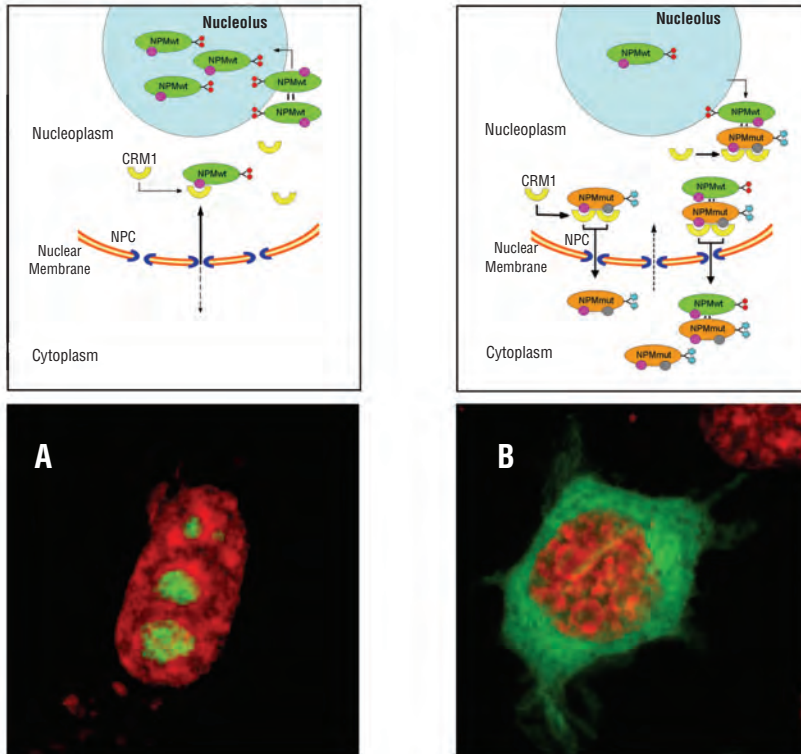 Nucleolus
NPMwt
NPMwt
NPMwt
NPMwt
NPMwt
Nucleoplasm
CRM1
NPMwt
NPC
Nuclear
Membrane
Cytoplasm
A
Nucleolus
NPMwt
NPMwt
Nucleoplasm
NPMmut
CRM1
NPMwt
NPMmut
NPMmut
NPC
Nuclear
Membrane
NPMmut
NPMwt
NPMmut
Cytoplasm
NPMmut
B